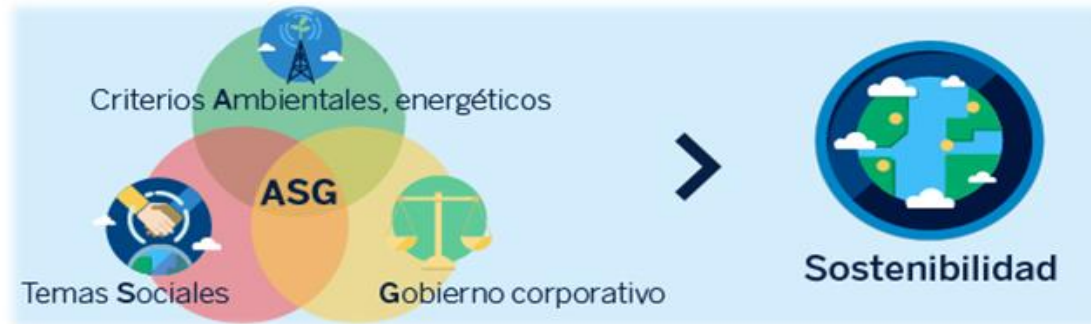 Criterios Ambientales, energéticos
ASG
Temas Sociales
Gobierno corporativo
Sostenibilidad